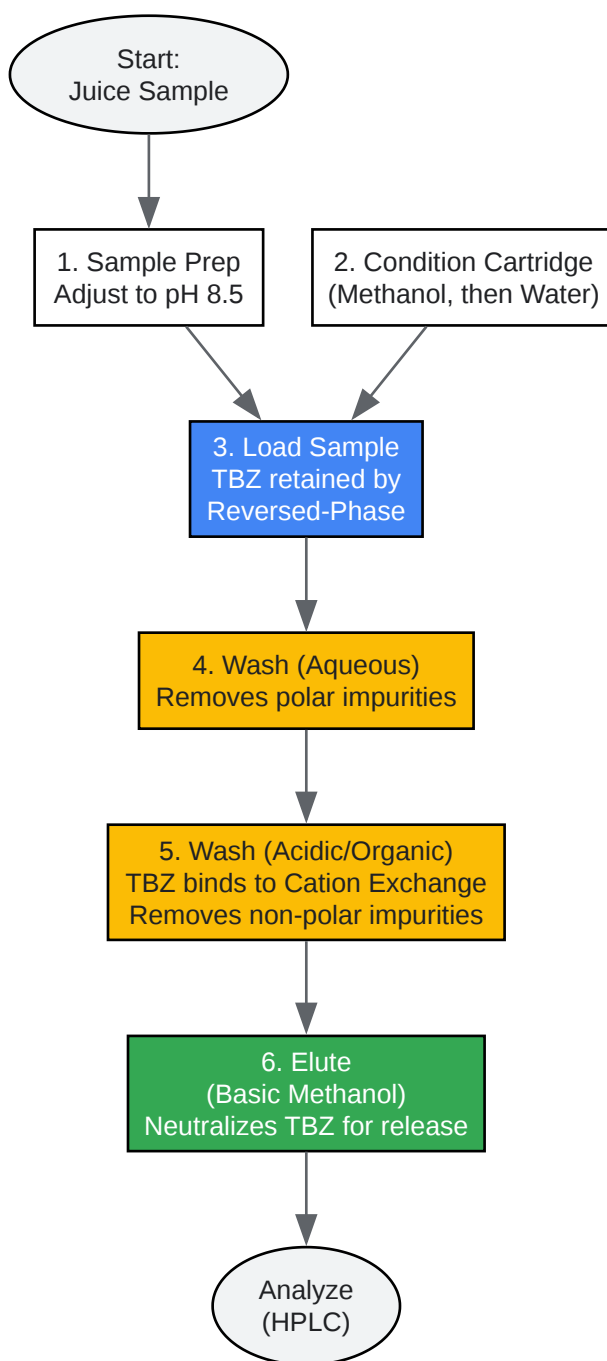 Start:
Juice Sample
1. Sample Prep
Adjust to pH 8.5
2. Condition Cartridge
(Methanol, then Water)
3. Load Sample
TBZ retained by
Reversed-Phase
4. Wash (Aqueous)
Removes polar impurities
5. Wash (Acidic/Organic)
TBZ binds to Cation Exchange
Removes non-polar impurities
6. Elute
(Basic Methanol)
Neutralizes TBZ for release
Analyze
(HPLC)